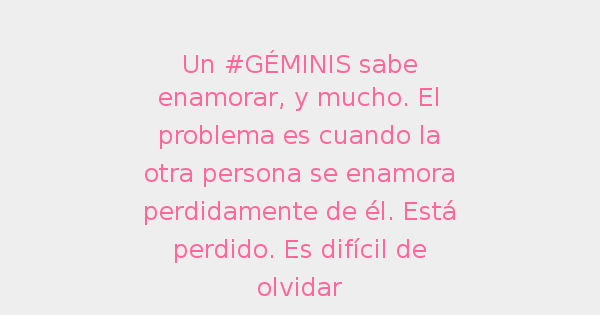 Un #GÉMINIS sabe
enamorar, y mucho. El
problema es cuando la
otra persona se enamora
perdidamente de él. Está
perdido. Es difícil de
olvidar